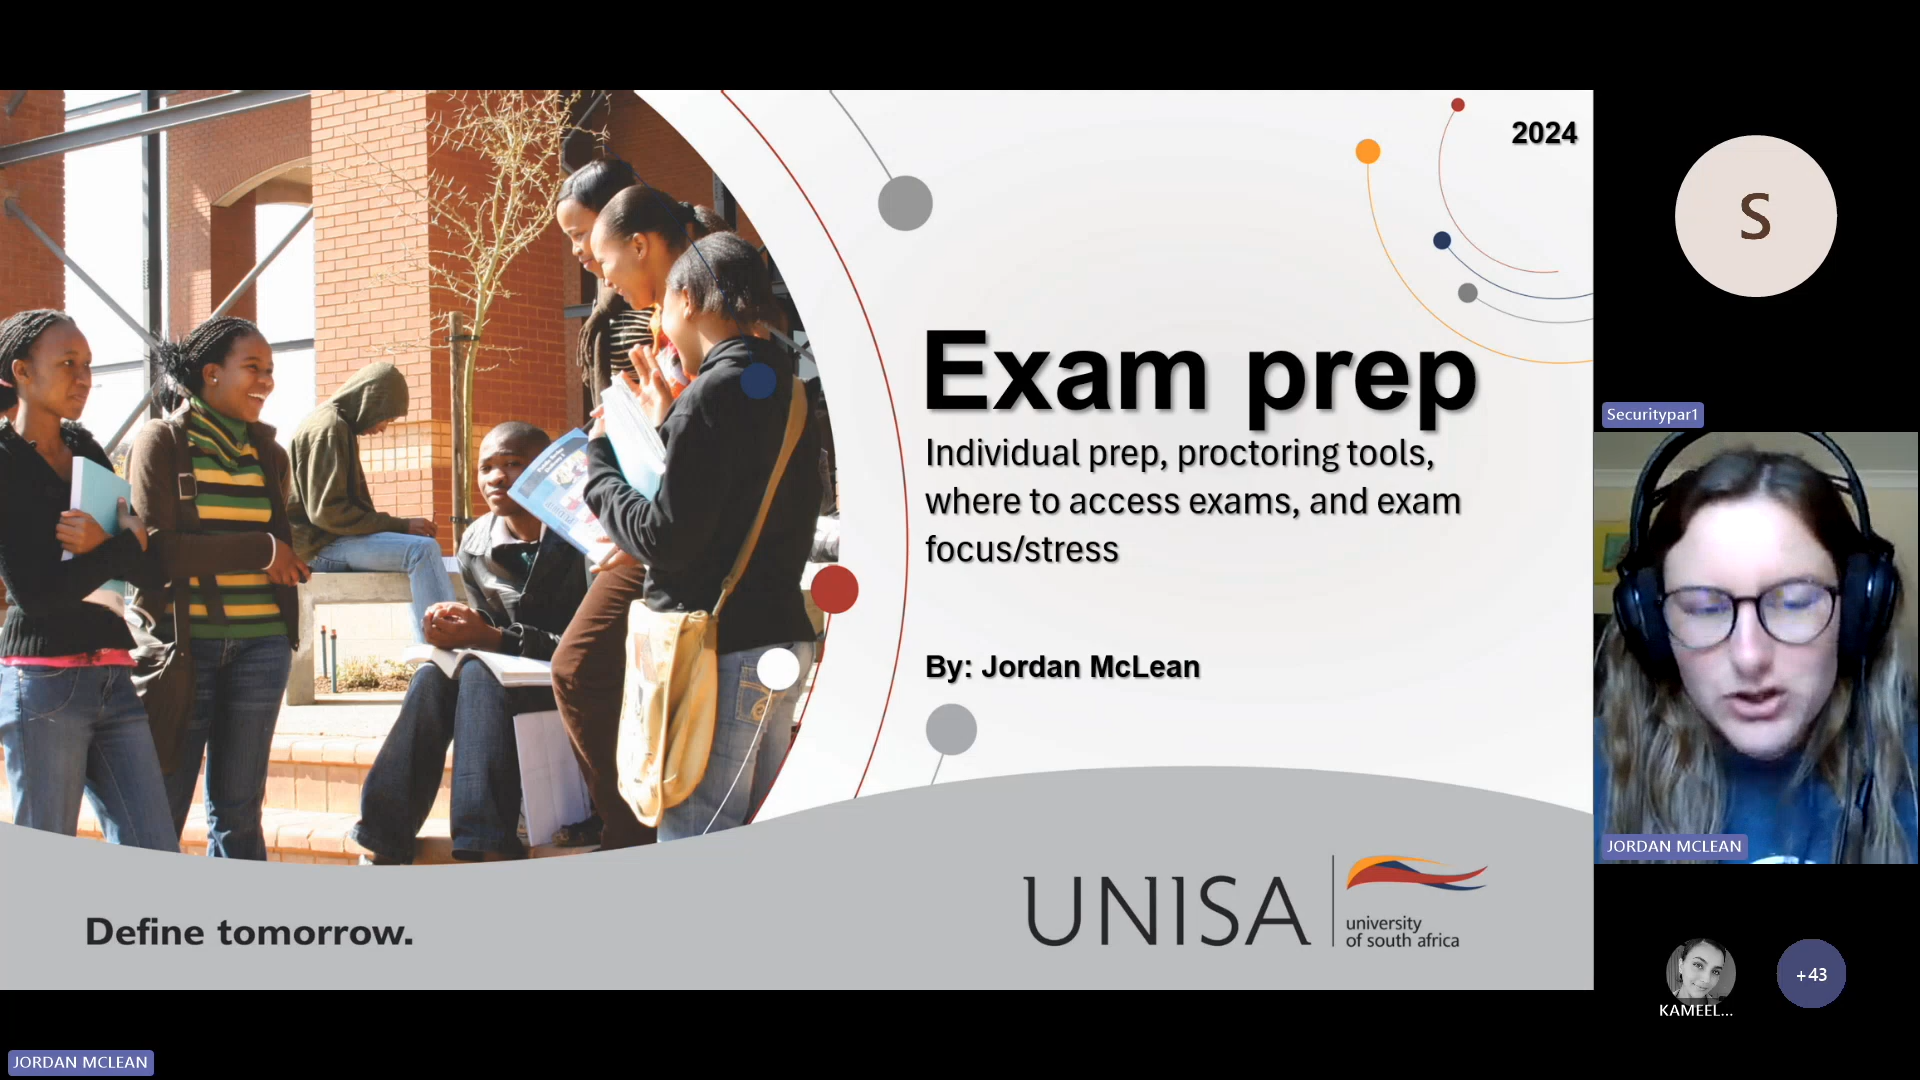 2024
Exam prep
Individual prep, proctoring tools,
where to access exams, and exam
focus/stress
By: Jordan McLean
Define tomorrow.
UNISA
university
of south africa
S
Securitypar1
JORDAN MCLEAN
KAMEEL...
+43
JORDAN MCLEAN